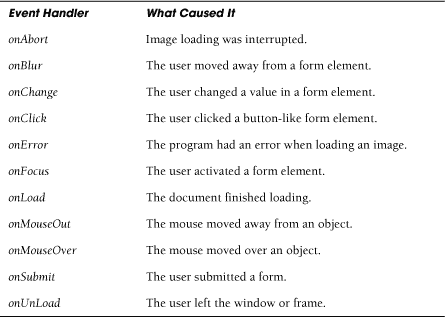 Event Handler What Caused It
onAbort Image loading was interrupted.
onBlur The user moved away from a form element.
onChange The user changed a value in a form element.
onClick The user clicked a button-like form element.
onError The program had an error when loading an image.
onFocus The user activated a form element.
onLoad The document finished loading.
onMouseOut The mouse moved away from an object.
onMouseOver The mouse moved over an object.
onSubmit The user submitted a form.
onUnLoad The user left the window or frame.